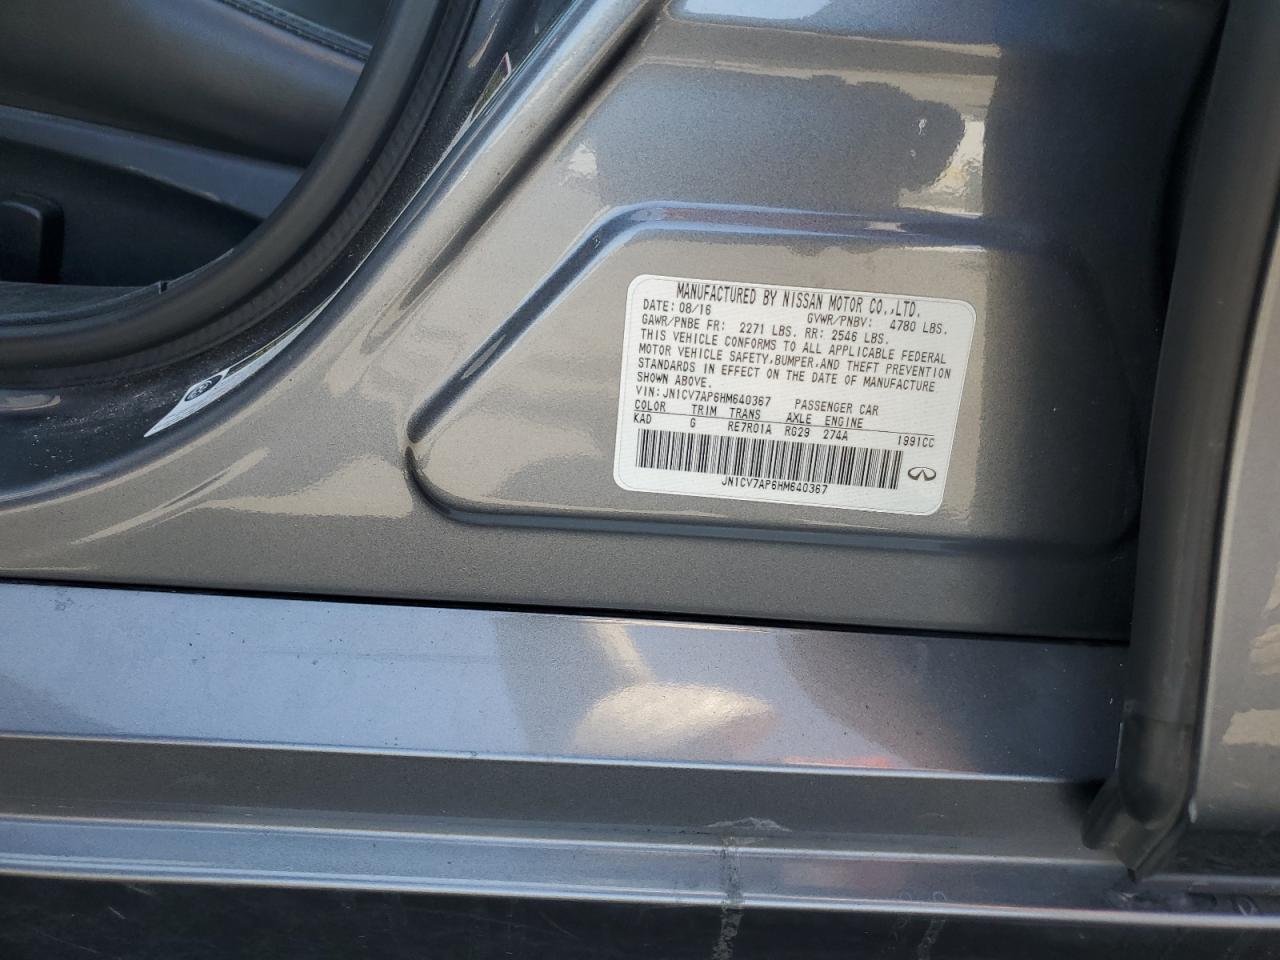 MANUFACTURED BY NISSAN MOTOR CO.,LTD.
DATE: 08/16 GVWR/PNBV: 4780 LBS.
GAWR/PNBE FR: 2271 LBS. RR: 2546 LBS.
THIS VEHICLE CONFORMS TO ALL APPLICABLE FEDERAL
MOTOR VEHICLE SAFETY,BUMPER,AND THEFT PREVENTION
STANDARDS IN EFFECT ON THE DATE OF MANUFACTURE
SHOWN ABOVE.
VIN: JN1CV7AP6HM640367 PASSENGER CAR
COLOR TRIM TRANS AXLE ENGINE
KAD G RE7R01A RG29 274A 1991CC
JN1CV7AP6HM640367